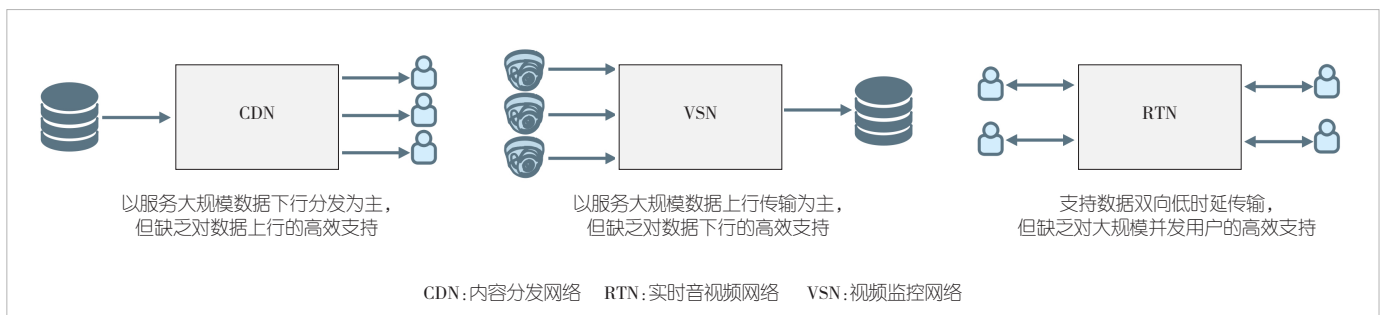 CDN
以服务大规模数据下行分发为主，
但缺乏对数据上行的高效支持
VSN
以服务大规模数据上行传输为主，
但缺乏对数据下行的高效支持
RTN
支持数据双向低时延传输，
但缺乏对大规模并发用户的高效支持
CDN：内容分发网络 RTN：实时音视频网络 VSN：视频监控网络